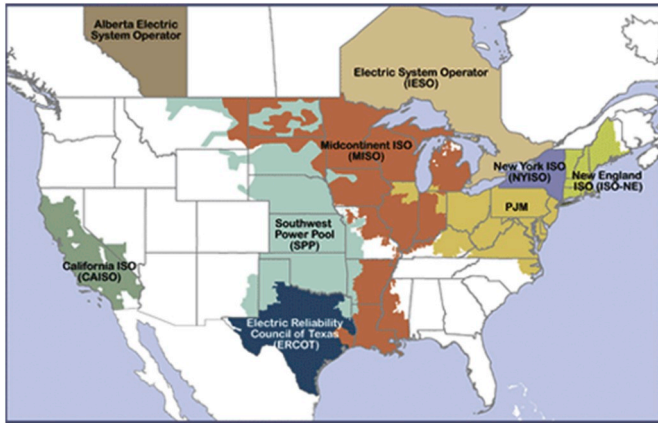 Alberta Electric
System Operator
Electric System Operator
(IESO)
Midcontinent ISO
(MISO)
New York ISO
(NYISO)
New England
ISO (ISO-NE)
PJM
Southwest
Power Pool
(SPP)
California ISO
(CAISO)
Electric Reliability
Council of Texas
(ERCOT)